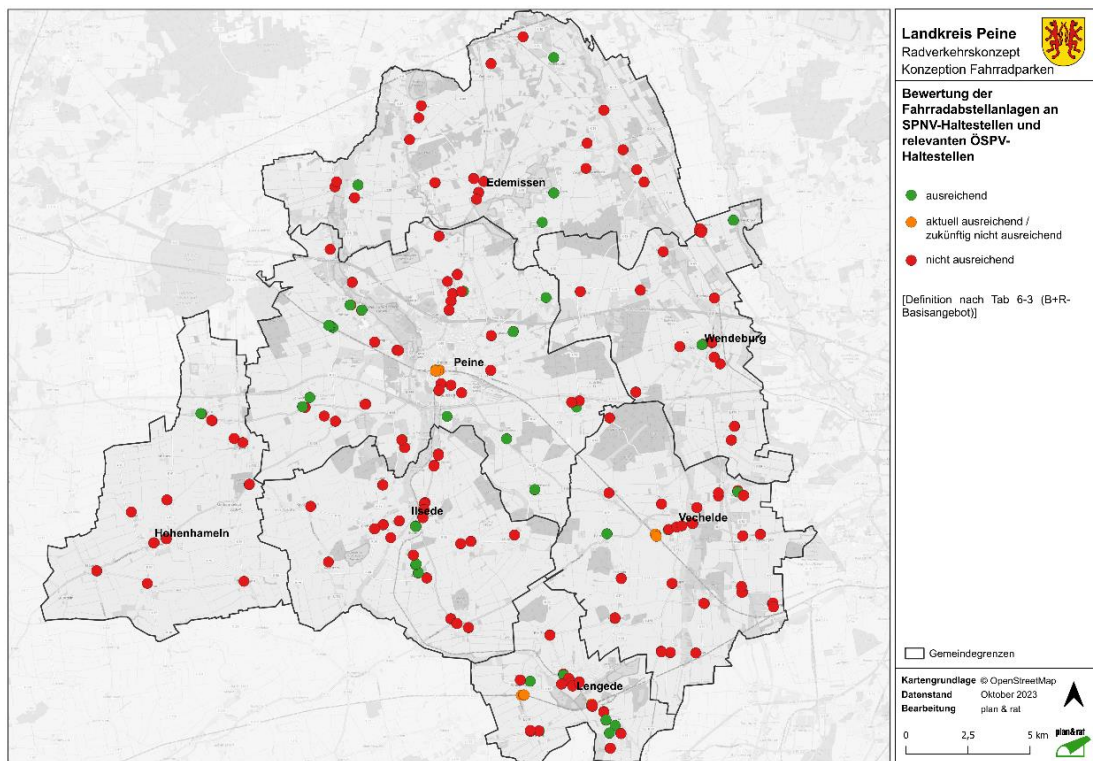 Landkreis Peine
Radverkehrskonzept
Konzeption Fahrradparken
Bewertung der
Fahrradabstellanlagen an
SPNV-Haltestellen und
relevanten ÖSPV-
Haltestellen
ausreichend
aktuell ausreichend /
zukünftig nicht ausreichend
nicht ausreichend
[Definition nach Tab 6-3 (B+R-
Basisangebot)]
Gemeindegrenzen
Kartengrundlage © OpenStreetMap
Datenstand Oktober 2023
Bearbeitung plan & rat
0 2,5 5 km
plan & rat
Edemissen
Wendeburg
Peine
Ilsede
Vechelde
Hohenhameln
Lengede